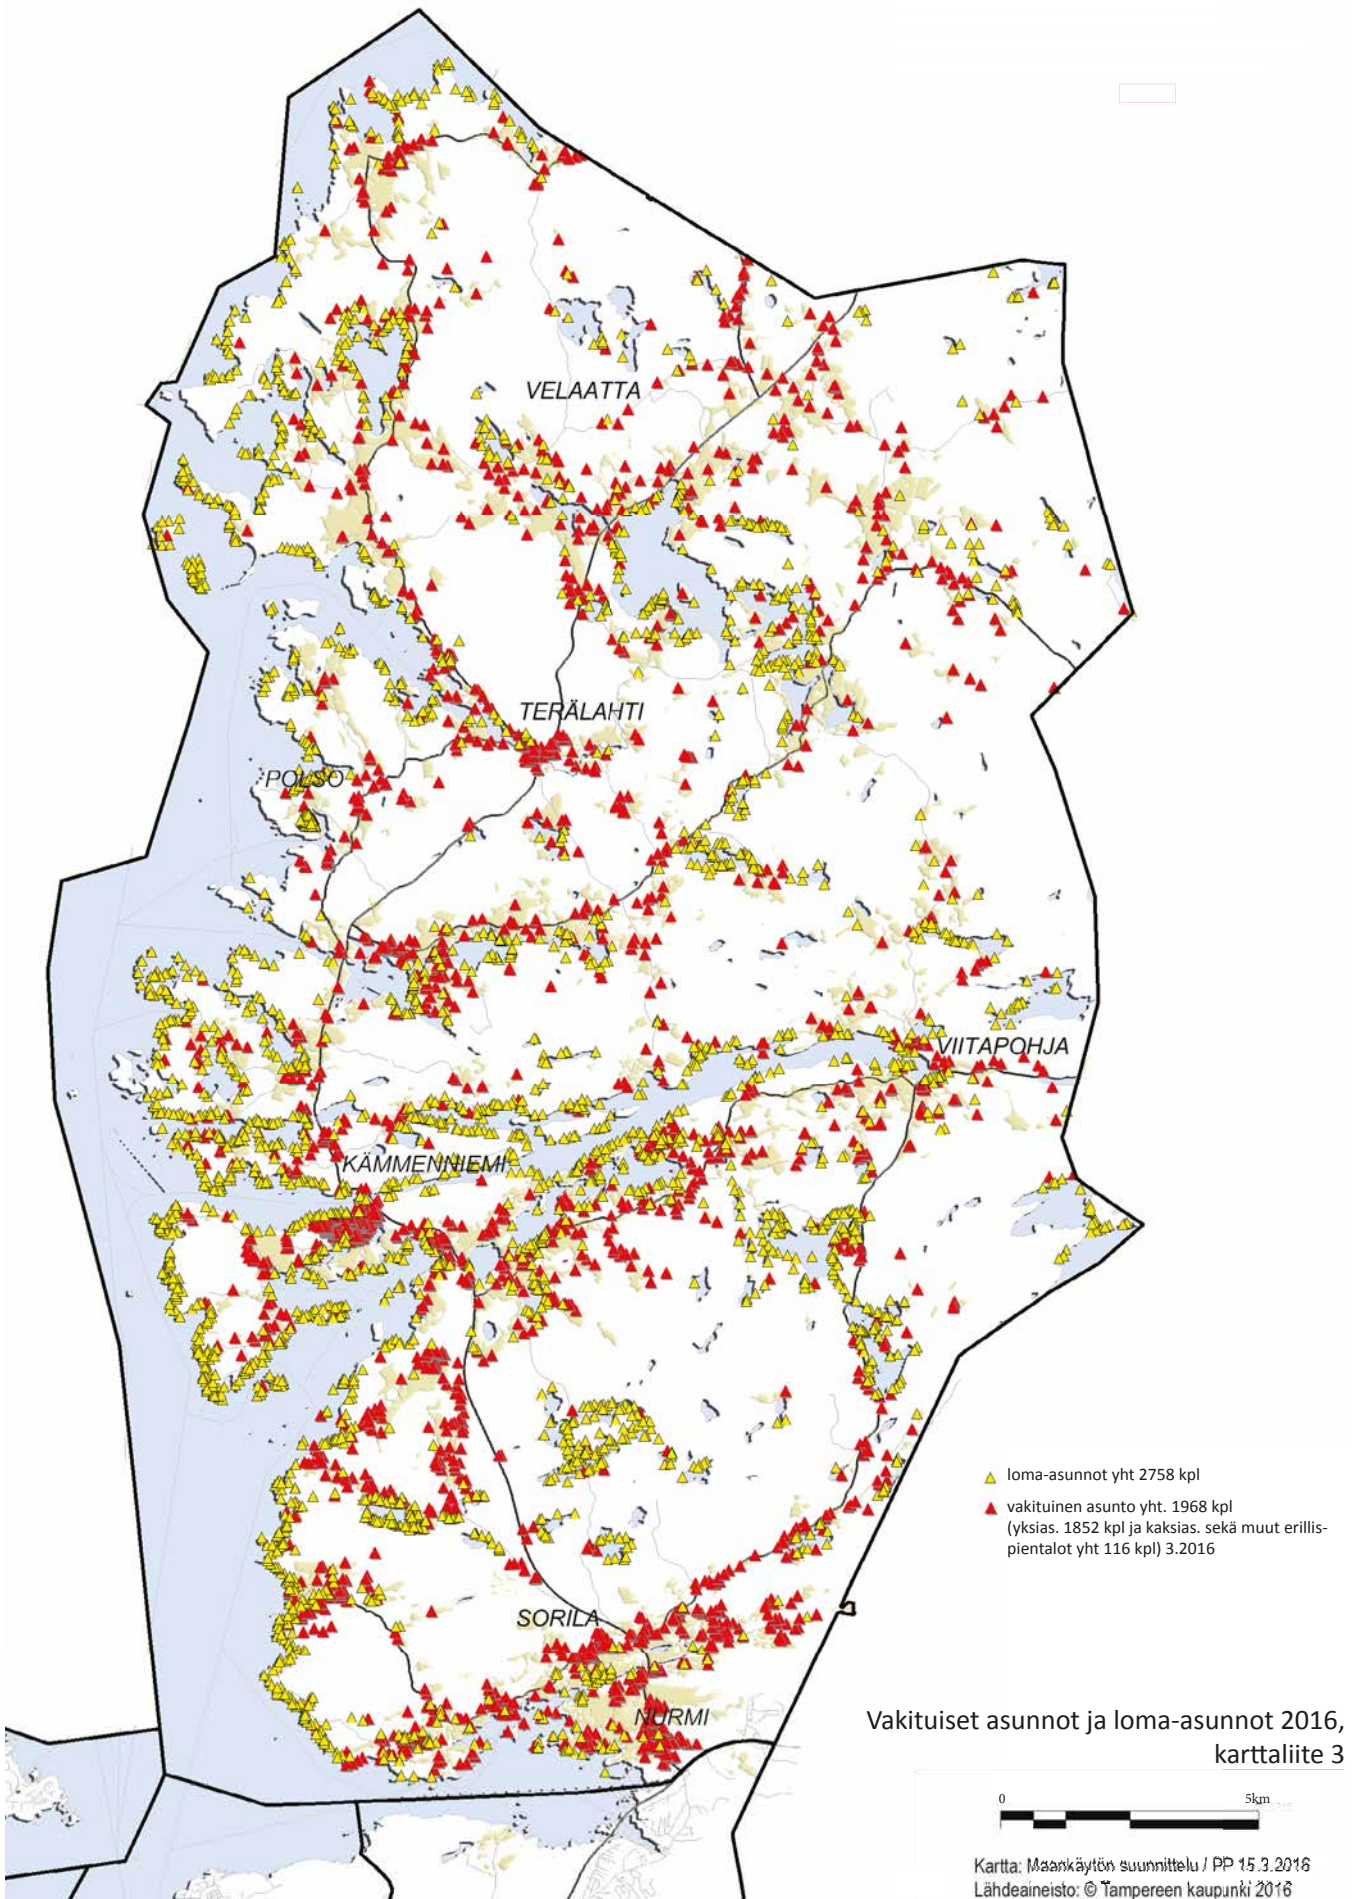 VELAATTA
TERÄLAHTI
POLSO
VIITAPOHJA
KÄMMENNIEMI
loma-asunnot yht 2758 kpl
vakituinen asunto yht. 1968 kpl
(yksias. 1852 kpl ja kaksias. sekä muut erillis-
pientalot yht 116 kpl) 3.2016
SORILA
NURMI
Vakituiset asunnot ja loma-asunnot 2016,
karttaliite 3
0 5km
Kartta: Maankäytön suunnittelu / PP 15.3.2016
Lähdeaineisto: © Tampereen kaupunki 2016